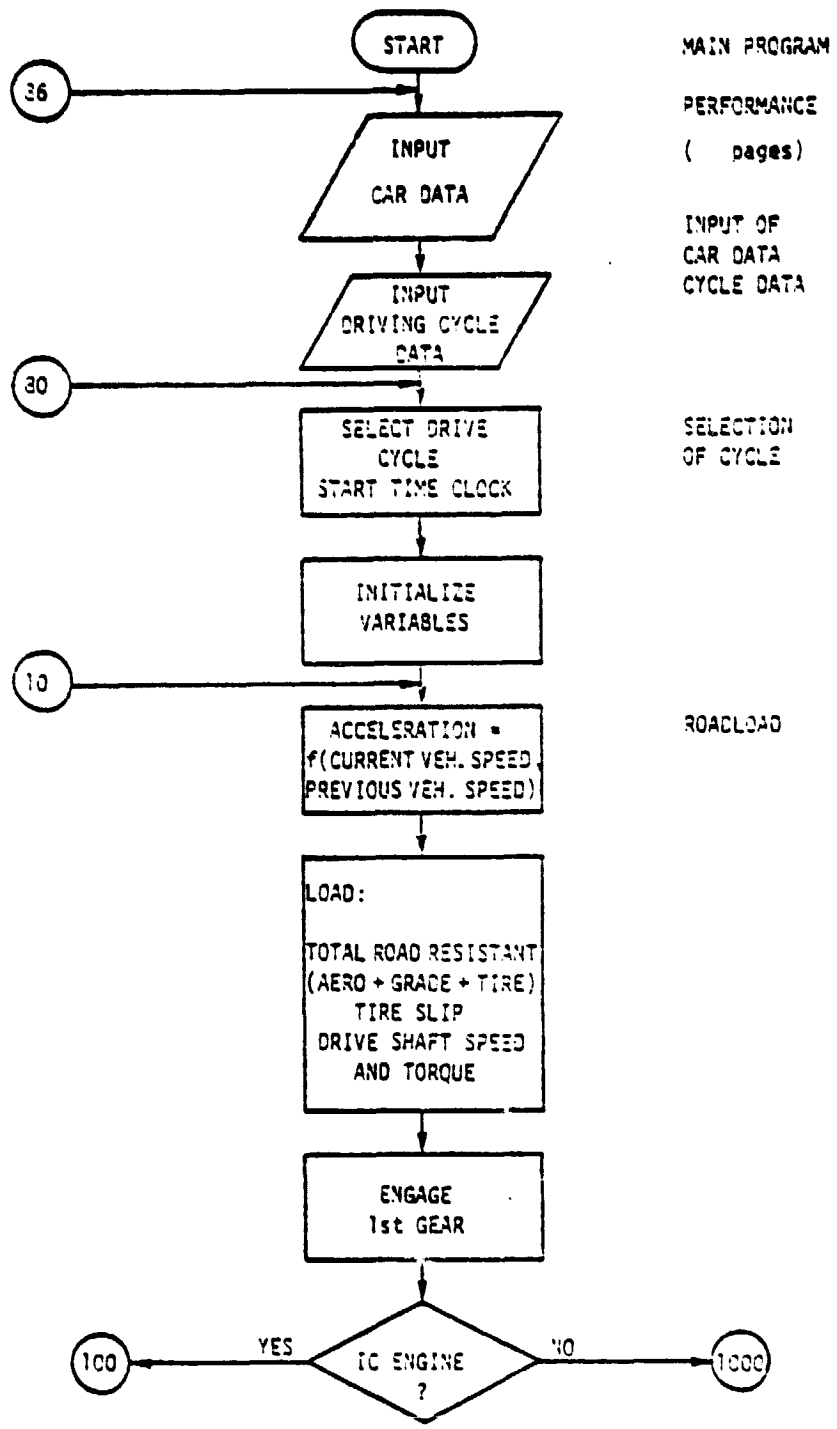 START
MAIN PROGRAM
36
PERFORMANCE
( pages)
INPUT
CAR DATA
INPUT OF
CAR DATA
CYCLE DATA
INPUT
DRIVING CYCLE
DATA
30
SELECT DRIVE
CYCLE
START TIME CLOCK
SELECTION
OF CYCLE
INITIALIZE
VARIABLES
10
ROADLOAD
ACCELERATION =
f(CURRENT VEH. SPEED,
PREVIOUS VEH. SPEED)
LOAD:
TOTAL ROAD RESISTANT
(AERO + GRADE + TIRE)
TIRE SLIP
DRIVE SHAFT SPEED
AND TORQUE
ENGAGE
1st GEAR
100
YES
IC ENGINE
?
NO
1000